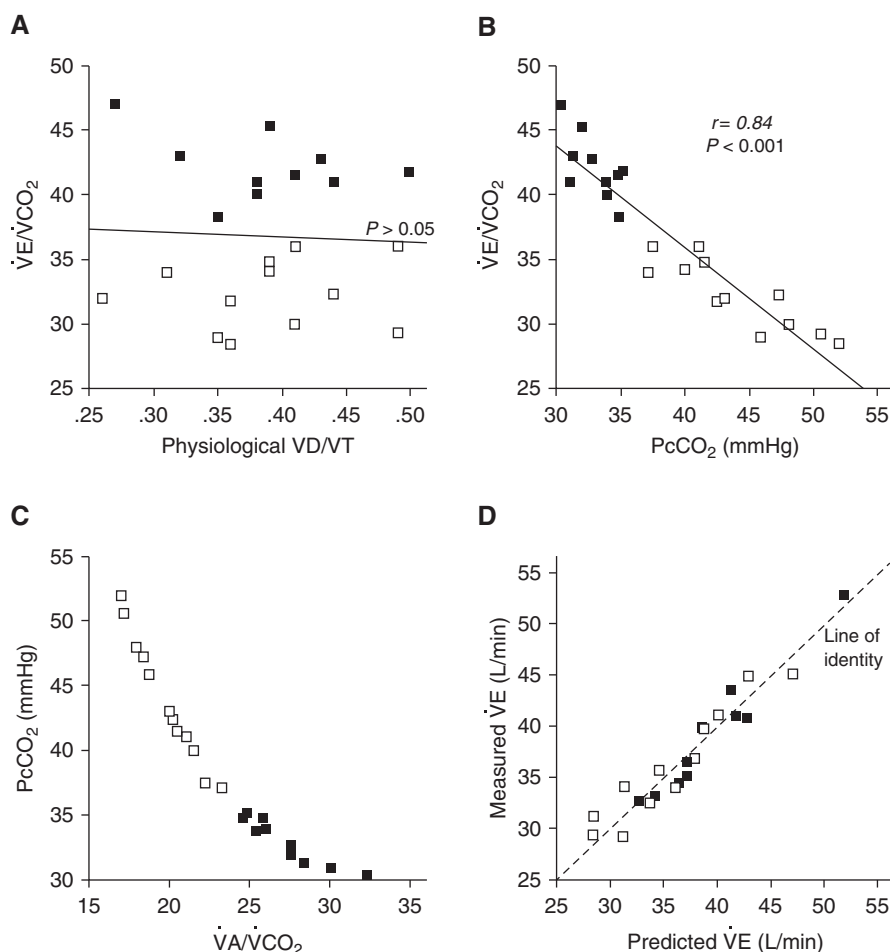 A
50
45
40
35
30
25
V̇E/V̇CO₂
P > 0.05
.25 .30 .35 .40 .45 .50
Physiological VD/VT
B
50
45
40
35
30
25
V̇E/V̇CO₂
r= 0.84
P < 0.001
30 35 40 45 50 55
PcCO₂ (mmHg)
C
55
50
45
40
35
30
PcCO₂ (mmHg)
15 20 25 30 35
V̇A/V̇CO₂
D
55
50
45
40
35
30
25
Measured V̇E (L/min)
Line of
identity
25 30 35 40 45 50 55
Predicted V̇E (L/min)